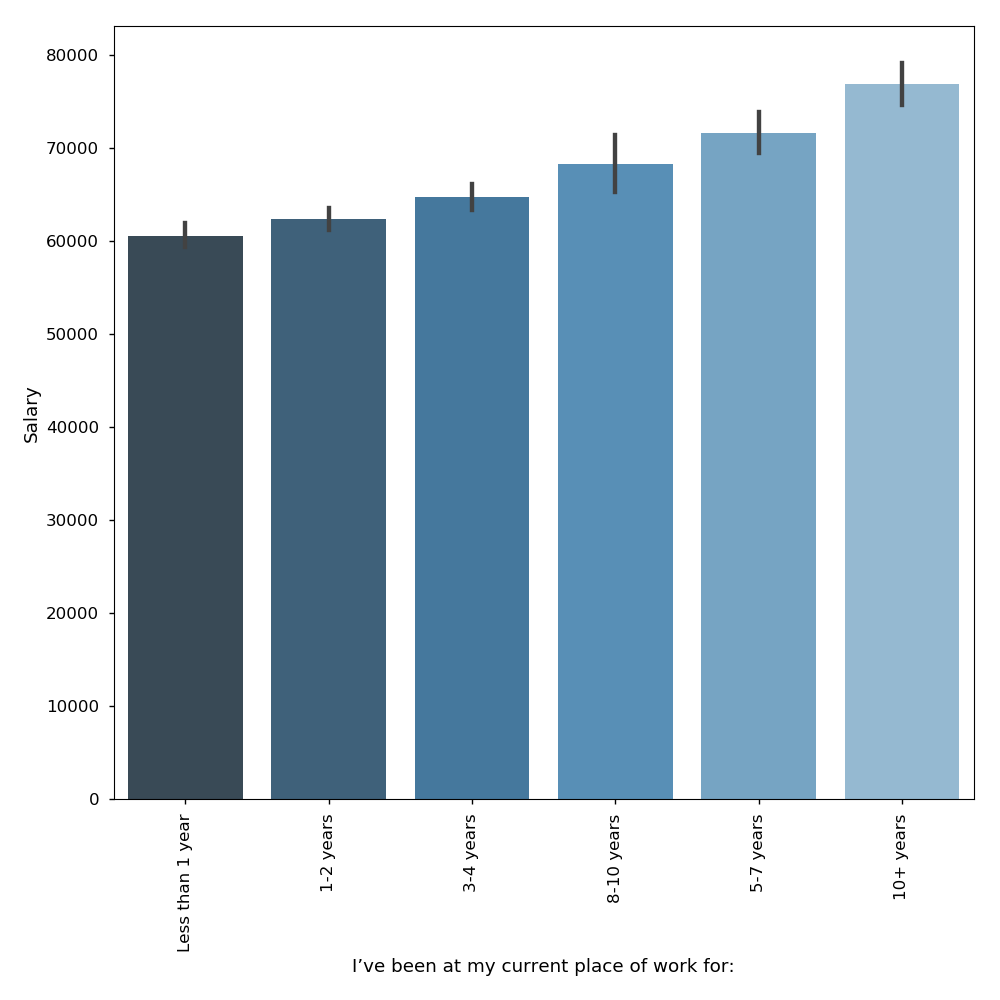 80000
70000
60000
50000
40000
30000
20000
10000
0
Salary
Less than 1 year
1-2 years
3-4 years
8-10 years
5-7 years
10+ years
I’ve been at my current place of work for: